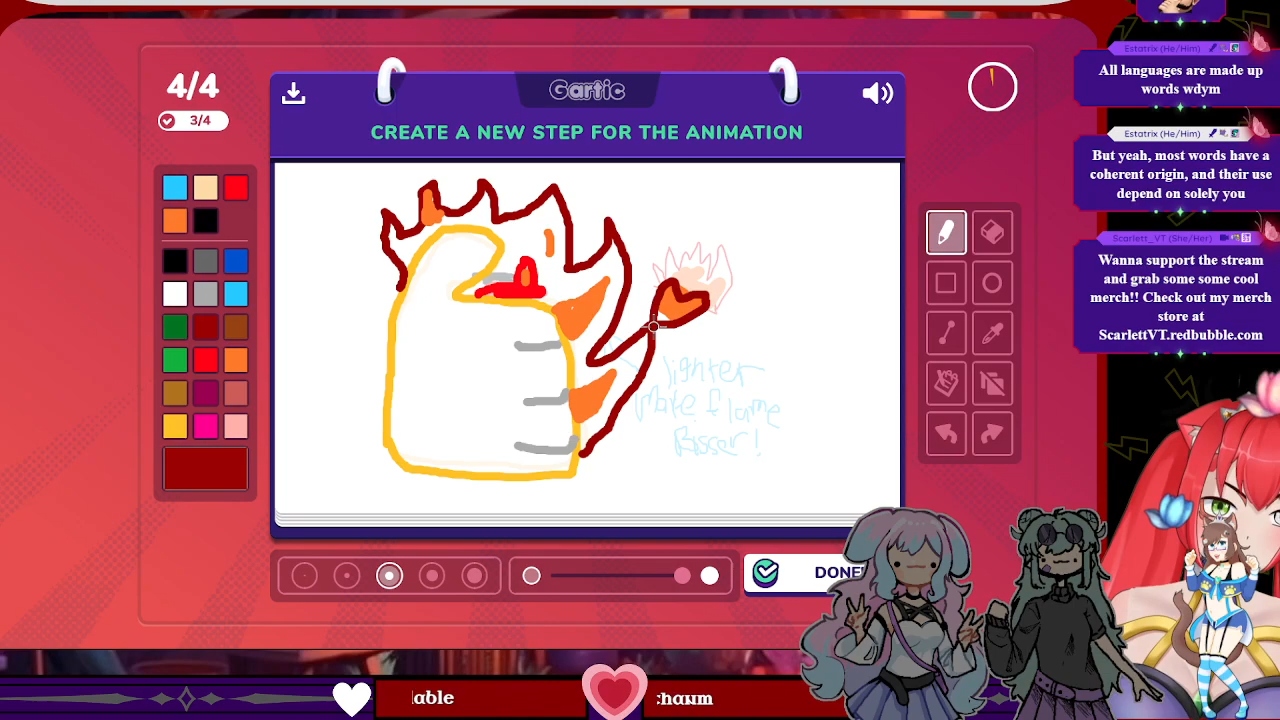 4/4
3/4
Gartic
CREATE A NEW STEP FOR THE ANIMATION
lighter
Make flame
Bigger!
DONE
Estatrix (He/Him)
All languages are made up
words wdym
Estatrix (He/Him)
But yeah, most words have a
coherent origin, and their use
depend on solely you
Scarlett_VT (She/Her)
Wanna support the stream
and grab some some cool
merch!! Check out my merch
store at
ScarlettVT.redbubble.com
able